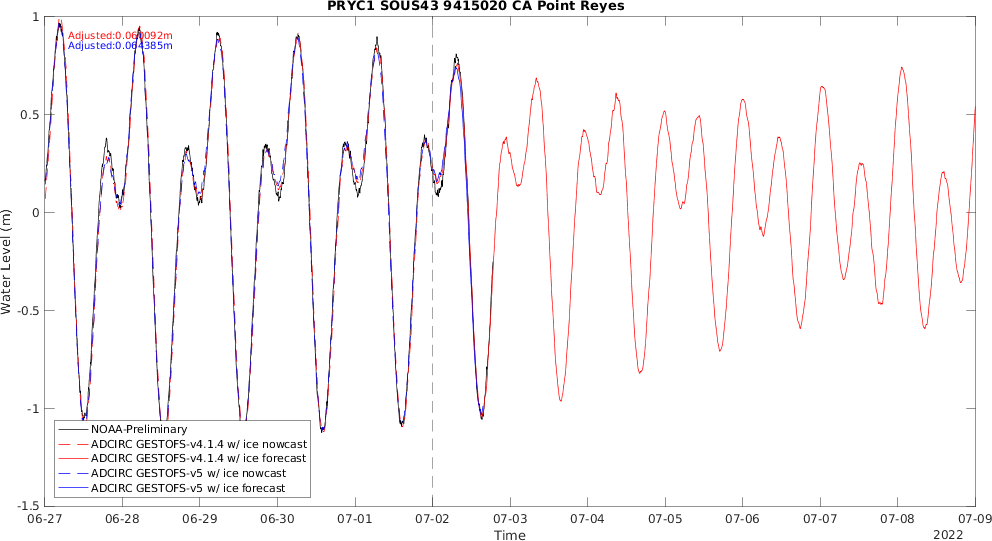 PRYC1 SOUS43 9415020 CA Point Reyes
Adjusted:0.060092m
Adjusted:0.064385m
1
0.5
0
-0.5
-1
-1.5
Water Level (m)
NOAA-Preliminary
ADCIRC GESTOFS-v4.1.4 w/ ice nowcast
ADCIRC GESTOFS-v4.1.4 w/ ice forecast
ADCIRC GESTOFS-v5 w/ ice nowcast
ADCIRC GESTOFS-v5 w/ ice forecast
06-27 06-28 06-29 06-30 07-01 07-02 07-03 07-04 07-05 07-06 07-07 07-08 07-09
Time
2022